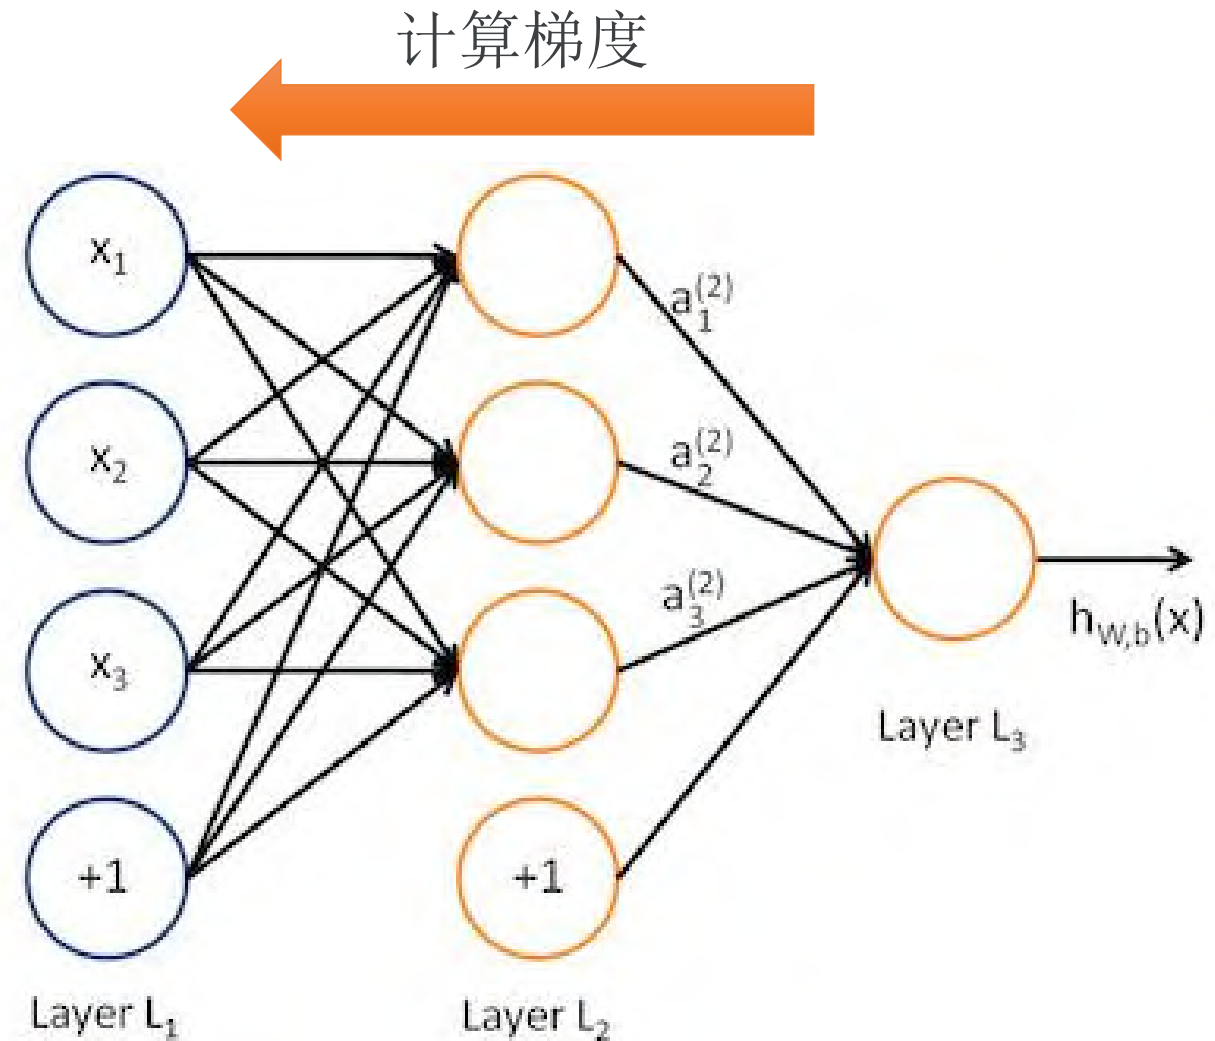 计算梯度
x₁
a₁⁽²⁾
x₂
a₂⁽²⁾
x₃
a₃⁽²⁾
h_{W,b}(x)
Layer L₃
+1
+1
Layer L₁
Layer L₂